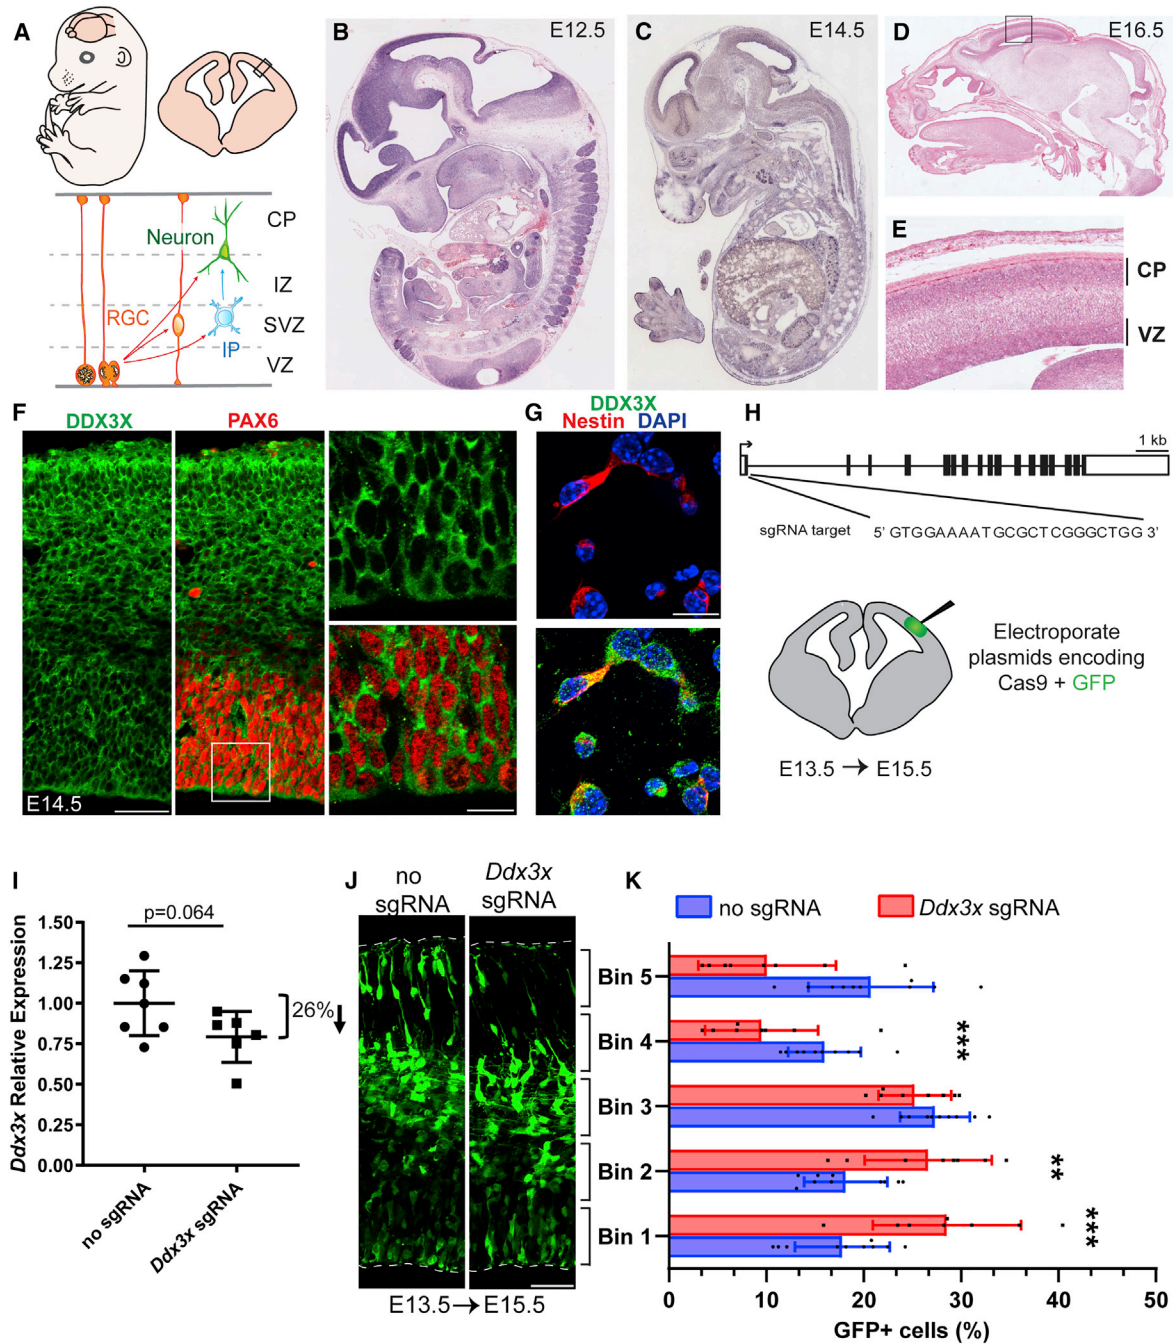 A
CP
Neuron
IZ
RGC
SVZ
IP
VZ
B
E12.5
C
E14.5
D
E16.5
E
CP
VZ
F
DDX3X
PAX6
E14.5
G
DDX3X
Nestin DAPI
H
1 kb
sgRNA target
5' GTGGAAAATGCGCTCGGGCTGG 3'
Electroporate
plasmids encoding
Cas9 + GFP
E13.5 → E15.5
I
Ddx3x Relative Expression
1.50
1.25
1.00
0.75
0.50
0.25
0.00
p=0.064
26%
no sgRNA
Ddx3x sgRNA
J
no
sgRNA
Ddx3x
sgRNA
E13.5 → E15.5
K
no sgRNA
Ddx3x sgRNA
Bin 5
Bin 4
***
Bin 3
Bin 2
**
Bin 1
***
0 10 20 30 40 50
GFP+ cells (%)